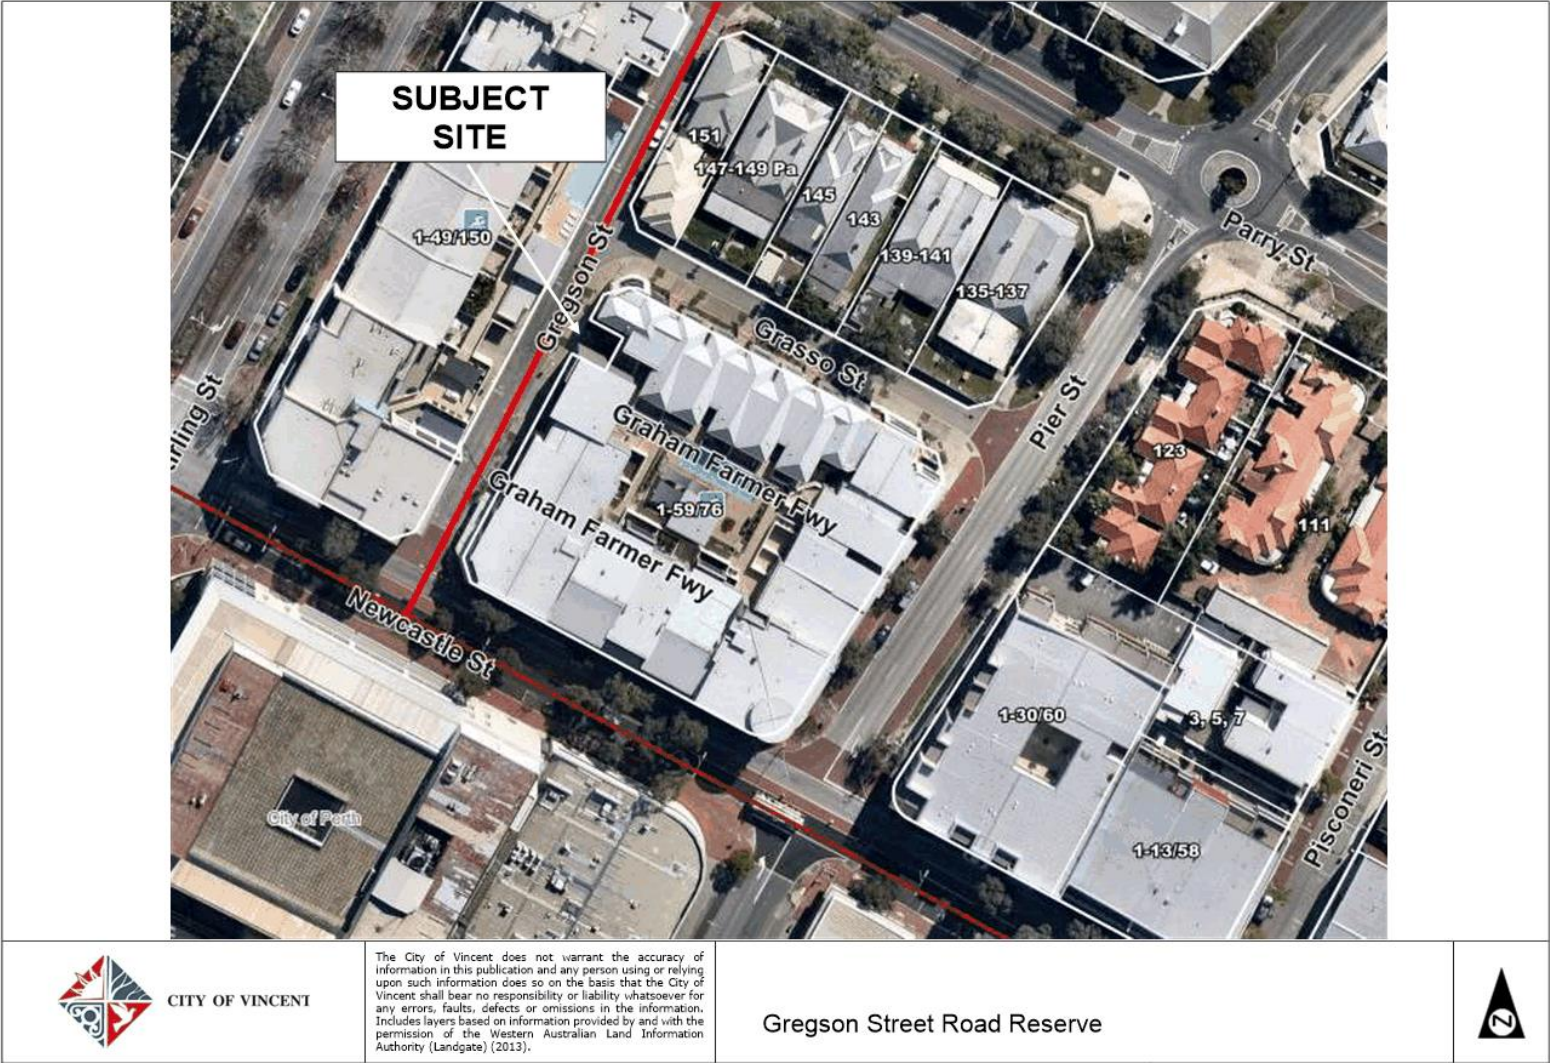 SUBJECT
SITE
151
147-149 Pa
145
143
1-49/150
139-141
Parry St
135-137
Gregson St
Grasso St
Pier St
rling St
Graham Farmer Fwy
123
Graham Farmer Fwy
1-59/76
111
Newcastle St
1-30/60
3, 5, 7
Pisconeri St
City of Perth
1-13/58
CITY OF VINCENT
The City of Vincent does not warrant the accuracy of
information in this publication and any person using or relying
upon such information does so on the basis that the City of
Vincent shall bear no responsibility or liability whatsoever for
any errors, faults, defects or omissions in the information.
Includes layers based on information provided by and with the
permission of the Western Australian Land Information
Authority (Landgate) (2013).
Gregson Street Road Reserve
N